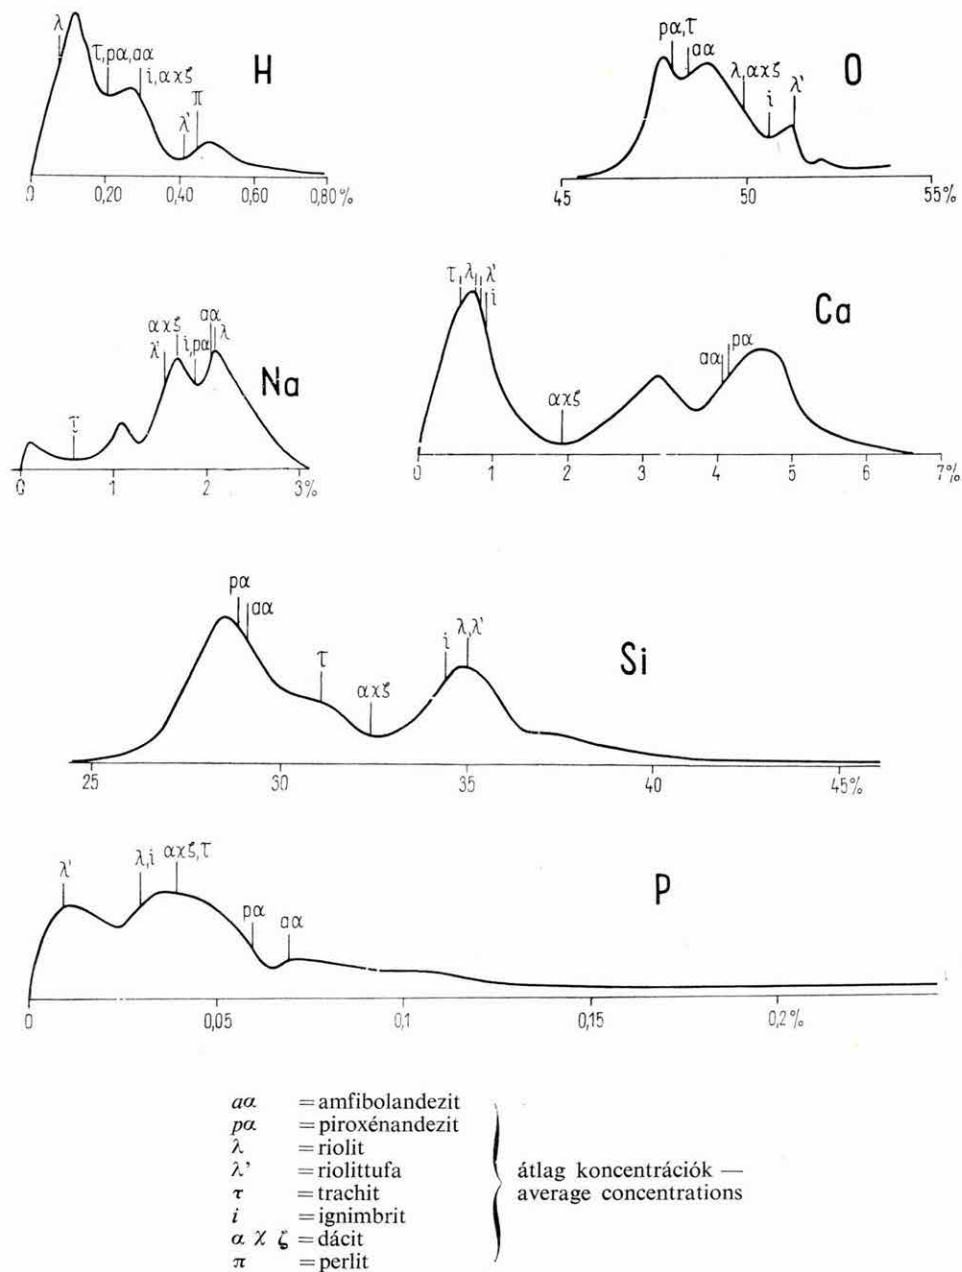 λ τ,pα,αα i,αχζ λ' π H
0 0,20 0,40 0,60 0,80%
pα,τ aα λ,αχζ i λ' O
45 50 55%
τ αχζ λ' i,pα aα λ Na
0 1 2 3%
τ λ λ' i αχζ aα pα Ca
0 1 2 3 4 5 6 7%
pα aα τ αχζ i λ,λ' Si
25 30 35 40 45%
λ' λ,i αχζ,τ pα aα P
0 0,05 0,1 0,15 0,2%
aα = amfibolandezit
pα = piroxénandezit
λ = riolit
λ' = riolittufa
τ = trachit
i = ignimbrit
α χ ζ = dácit
π = perlit
átlag koncentrációk —
average concentrations